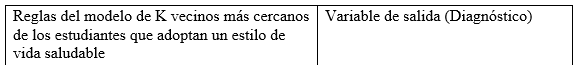 Reglas del modelo de K vecinos más cercanos
de los estudiantes que adoptan un estilo de
vida saludable
Variable de salida (Diagnóstico)